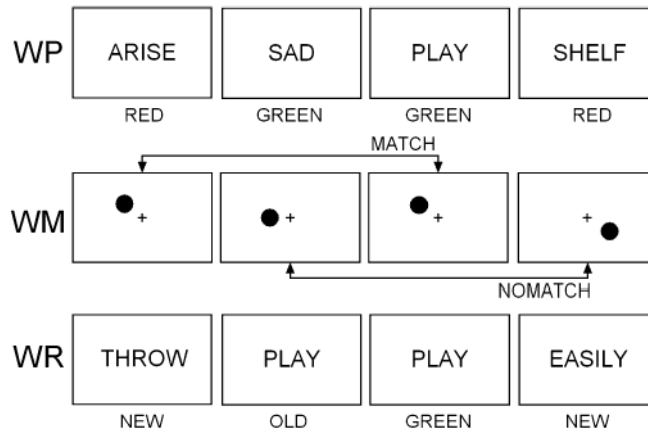 WP ARISE SAD PLAY SHELF
RED GREEN GREEN RED
MATCH
WM + + + +
NOMATCH
WR THROW PLAY PLAY EASILY
NEW OLD GREEN NEW